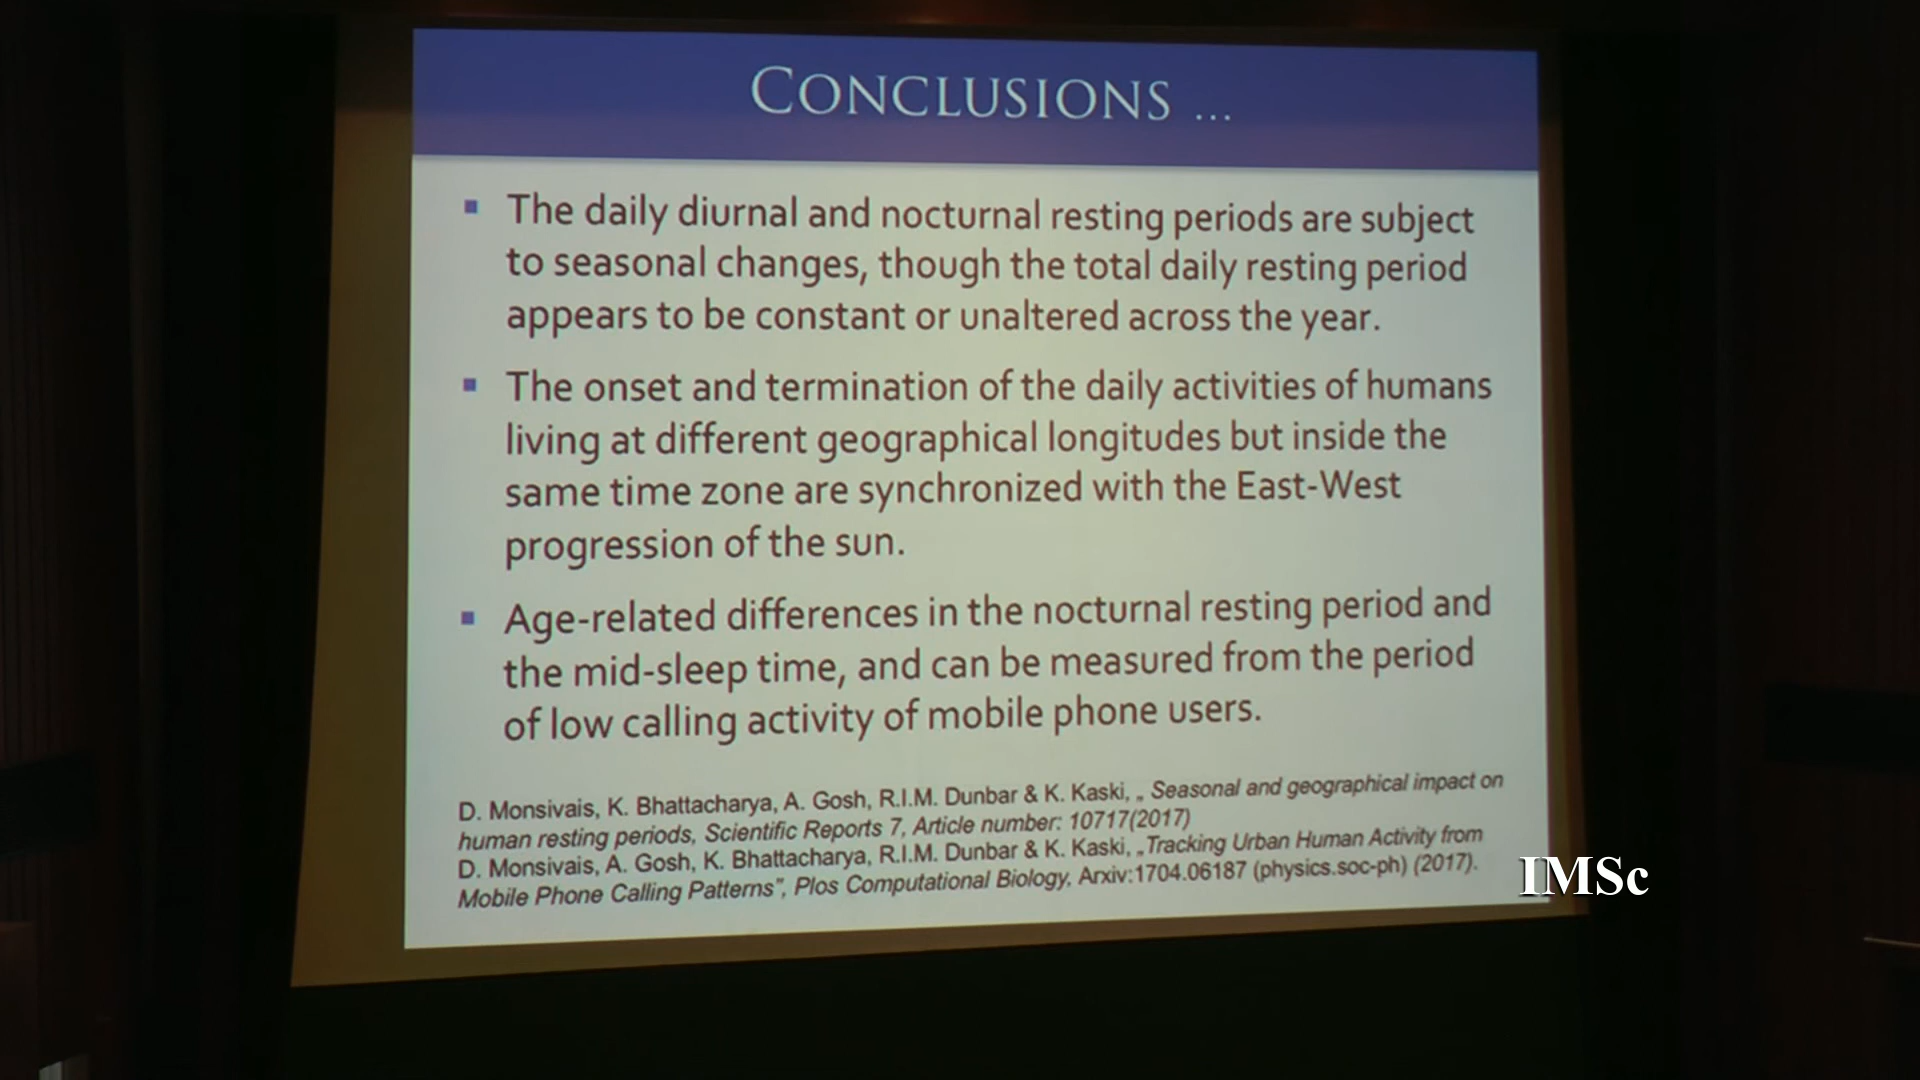 CONCLUSIONS ...
▪ The daily diurnal and nocturnal resting periods are subject
to seasonal changes, though the total daily resting period
appears to be constant or unaltered across the year.
▪ The onset and termination of the daily activities of humans
living at different geographical longitudes but inside the
same time zone are synchronized with the East-West
progression of the sun.
▪ Age-related differences in the nocturnal resting period and
the mid-sleep time, and can be measured from the period
of low calling activity of mobile phone users.
D. Monsivais, K. Bhattacharya, A. Gosh, R.I.M. Dunbar & K. Kaski, „ Seasonal and geographical impact on
human resting periods, Scientific Reports 7, Article number: 10717(2017)
D. Monsivais, A. Gosh, K. Bhattacharya, R.I.M. Dunbar & K. Kaski, „Tracking Urban Human Activity from
Mobile Phone Calling Patterns”, Plos Computational Biology, Arxiv:1704.06187 (physics.soc-ph) (2017).
IMSc